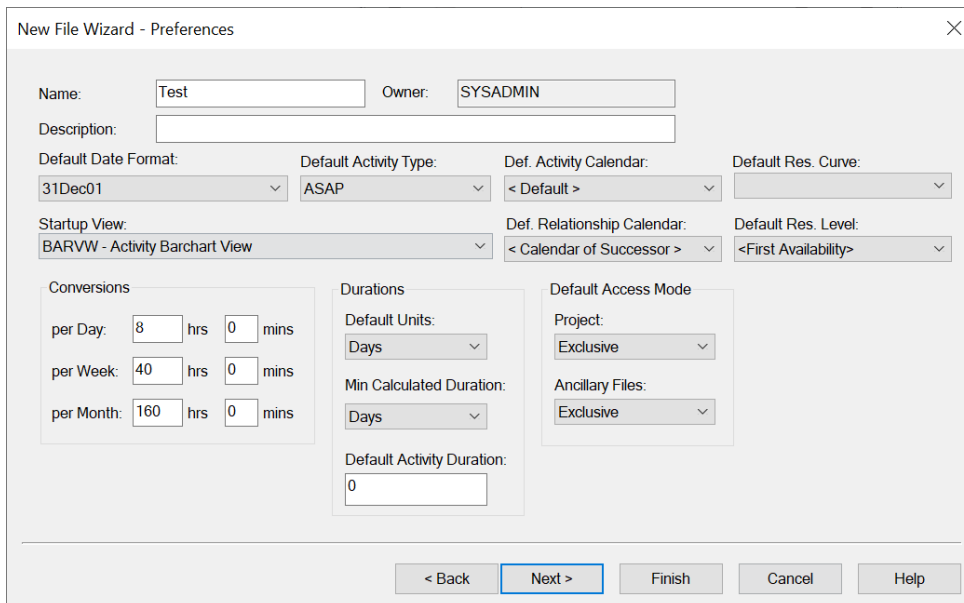 New File Wizard - Preferences
Name: Test Owner: SYSADMIN
Description:
Default Date Format: Default Activity Type: Def. Activity Calendar: Default Res. Curve:
31Dec01 ASAP < Default >
Startup View: Def. Relationship Calendar: Default Res. Level:
BARVW - Activity Barchart View < Calendar of Successor > <First Availability>
Conversions Durations Default Access Mode
per Day: 8 hrs 0 mins
per Week: 40 hrs 0 mins
per Month: 160 hrs 0 mins
Default Units:
Days
Min Calculated Duration:
Days
Default Activity Duration:
0
Project:
Exclusive
Ancillary Files:
Exclusive
< Back Next > Finish Cancel Help